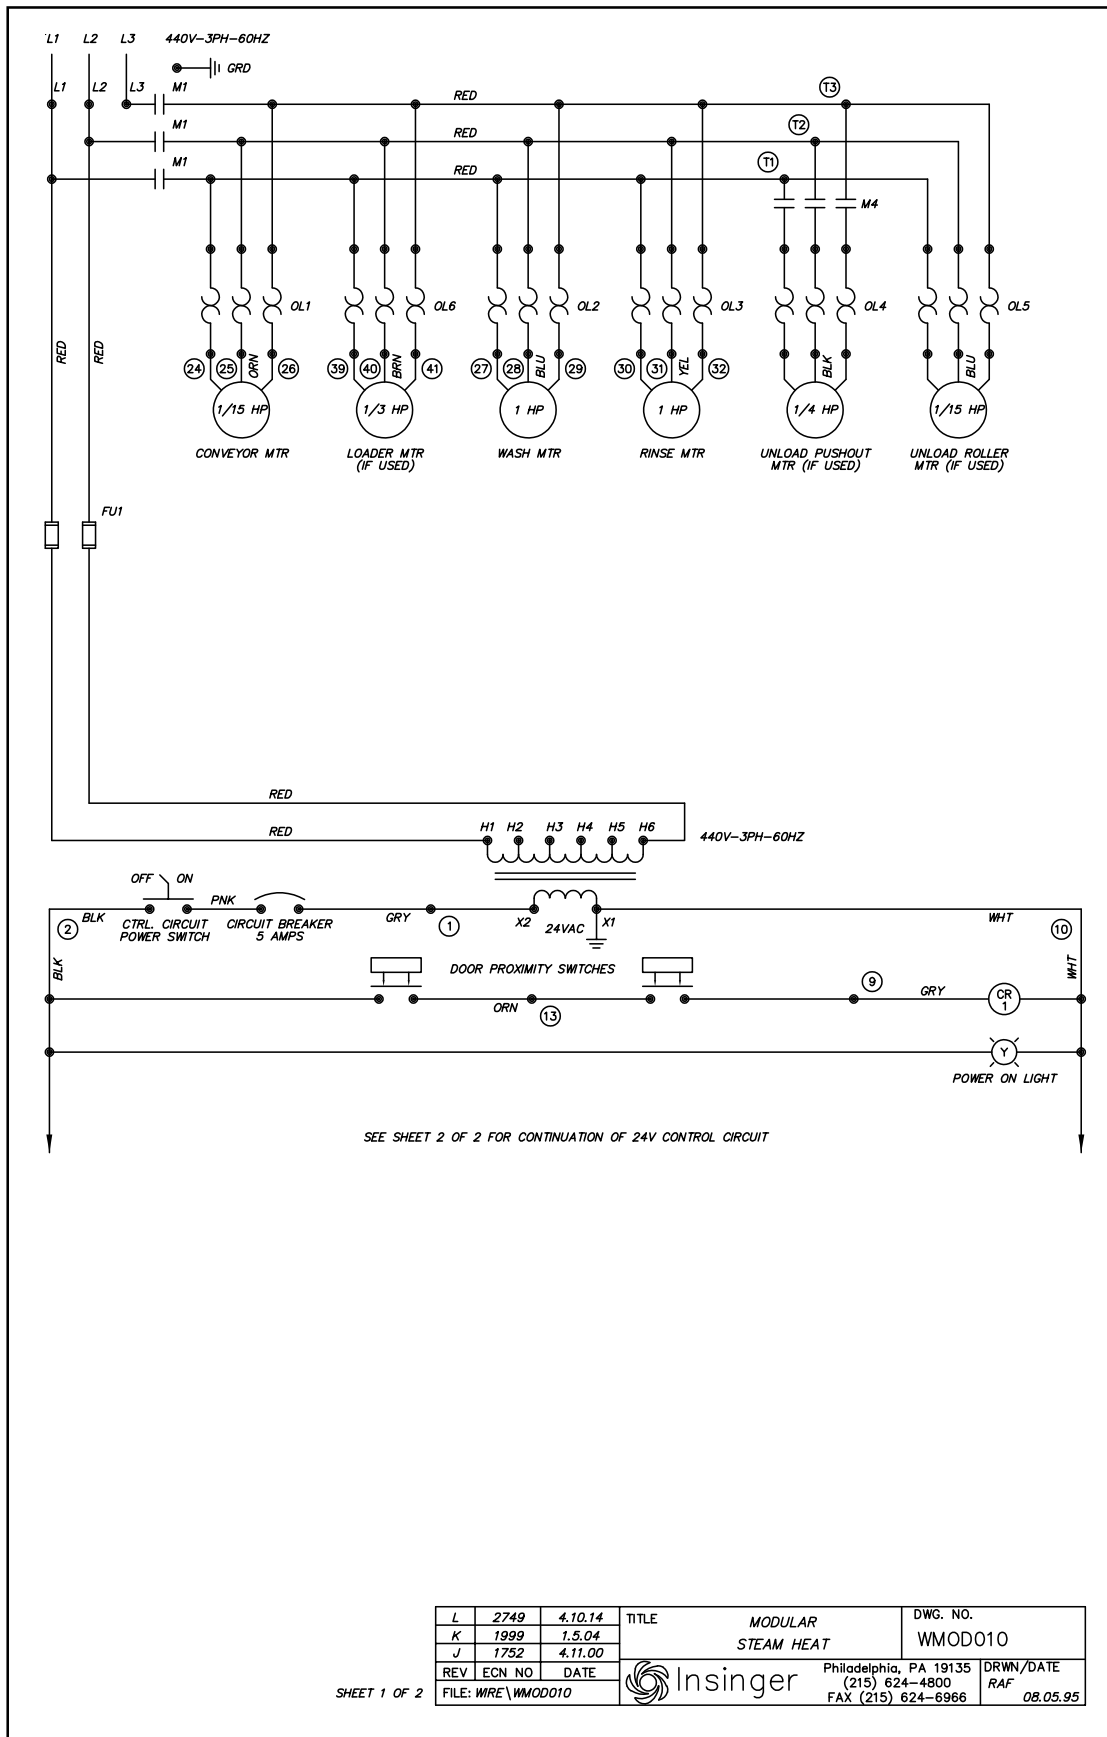 L1 L2 L3 440V-3PH-60HZ
GRD
L1 L2 L3 M1
RED
T3
M1
RED
T2
M1
RED
T1
M4
OL1 OL6 OL2 OL3 OL4 OL5
RED RED
24 25 ORN 26 39 40 BRN 41 27 28 BLU 29 30 31 YEL 32 BLK BLU
1/15 HP 1/3 HP 1 HP 1 HP 1/4 HP 1/15 HP
CONVEYOR MTR LOADER MTR WASH MTR RINSE MTR UNLOAD PUSHOUT UNLOAD ROLLER
(IF USED) MTR (IF USED) MTR (IF USED)
FU1
RED
RED
H1 H2 H3 H4 H5 H6 440V-3PH-60HZ
OFF ON
PNK
2 BLK GRY 1 X2 24VAC X1 WHT 10
CTRL. CIRCUIT CIRCUIT BREAKER
POWER SWITCH 5 AMPS
BLK DOOR PROXIMITY SWITCHES WHT
9
GRY
CR
1
ORN 13
Y
POWER ON LIGHT
SEE SHEET 2 OF 2 FOR CONTINUATION OF 24V CONTROL CIRCUIT
L 2749 4.10.14
K 1999 1.5.04
J 1752 4.11.00
REV ECN NO DATE
SHEET 1 OF 2 FILE: WIRE\WMOD010
TITLE MODULAR
STEAM HEAT
DWG. NO.
WMOD010
Insinger
Philadelphia, PA 19135
(215) 624-4800
FAX (215) 624-6966
DRWN/DATE
RAF
08.05.95